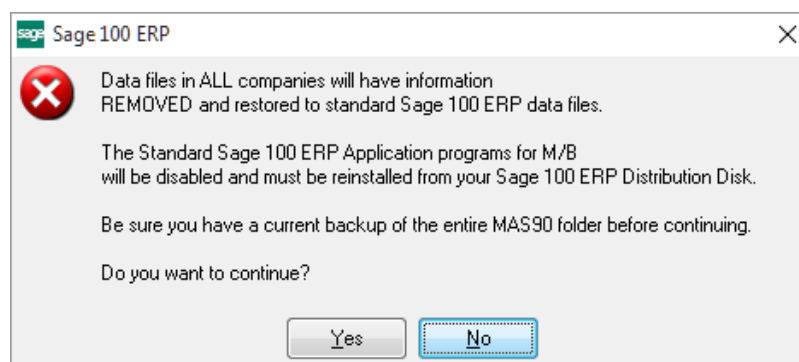 sage Sage 100 ERP
Data files in ALL companies will have information
REMOVED and restored to standard Sage 100 ERP data files.
The Standard Sage 100 ERP Application programs for M/B
will be disabled and must be reinstalled from your Sage 100 ERP Distribution Disk.
Be sure you have a current backup of the entire MAS90 folder before continuing.
Do you want to continue?
Yes No